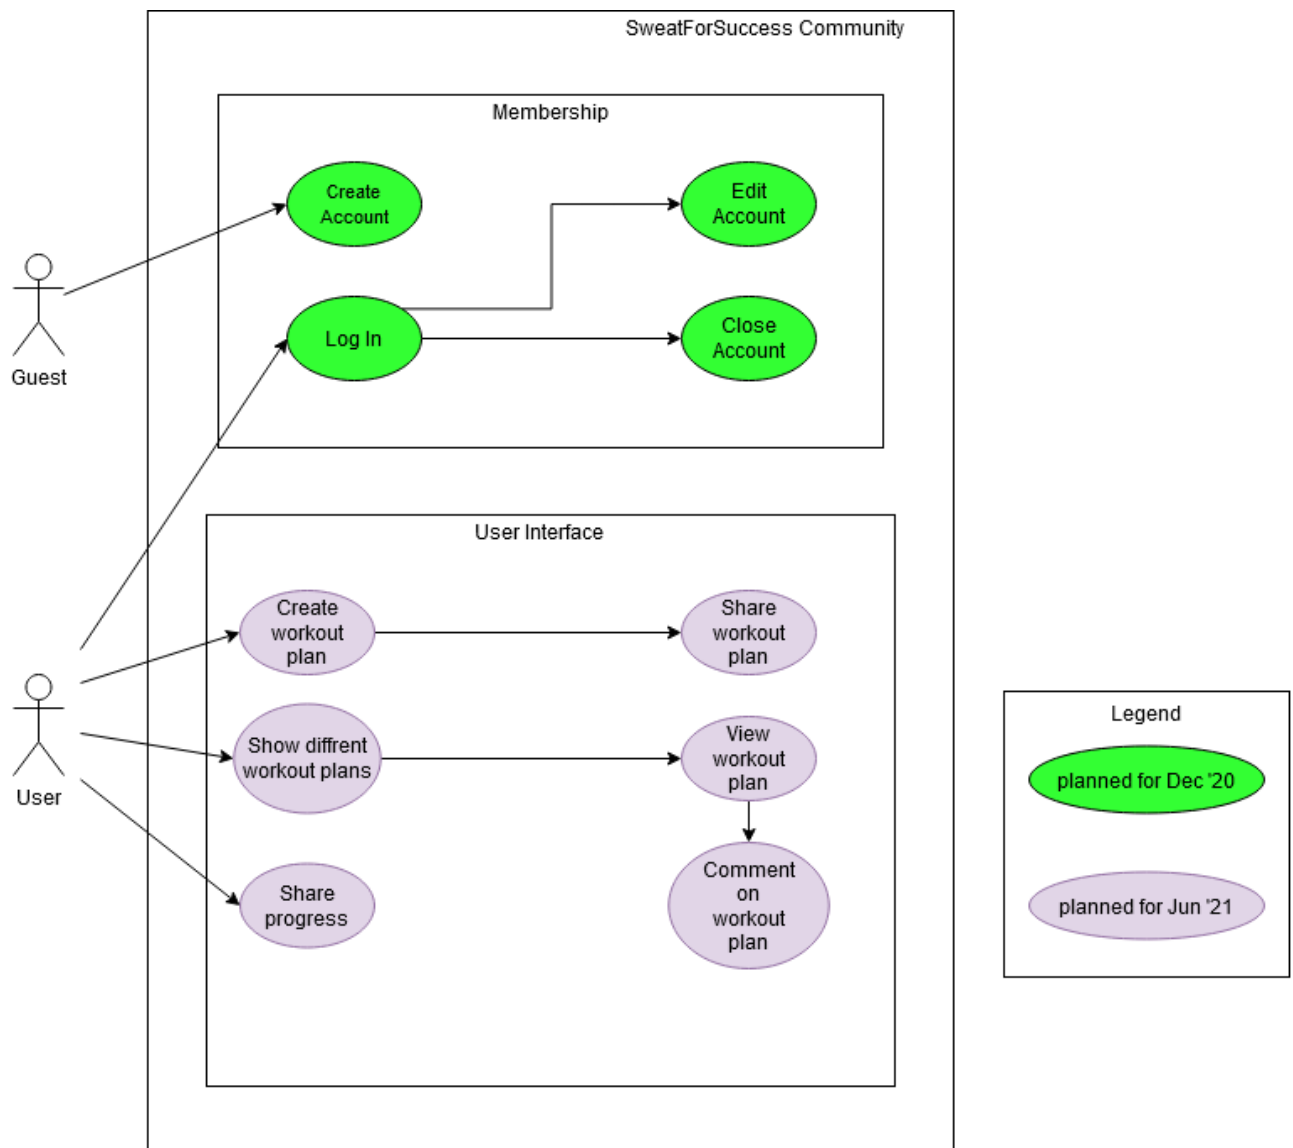 SweatForSuccess Community
Membership
Create
Account
Edit
Account
Log In
Close
Account
Guest
User Interface
Create
workout
plan
Share
workout
plan
Show diffrent
workout plans
View
workout
plan
User
Share
progress
Comment
on
workout
plan
Legend
planned for Dec '20
planned for Jun '21